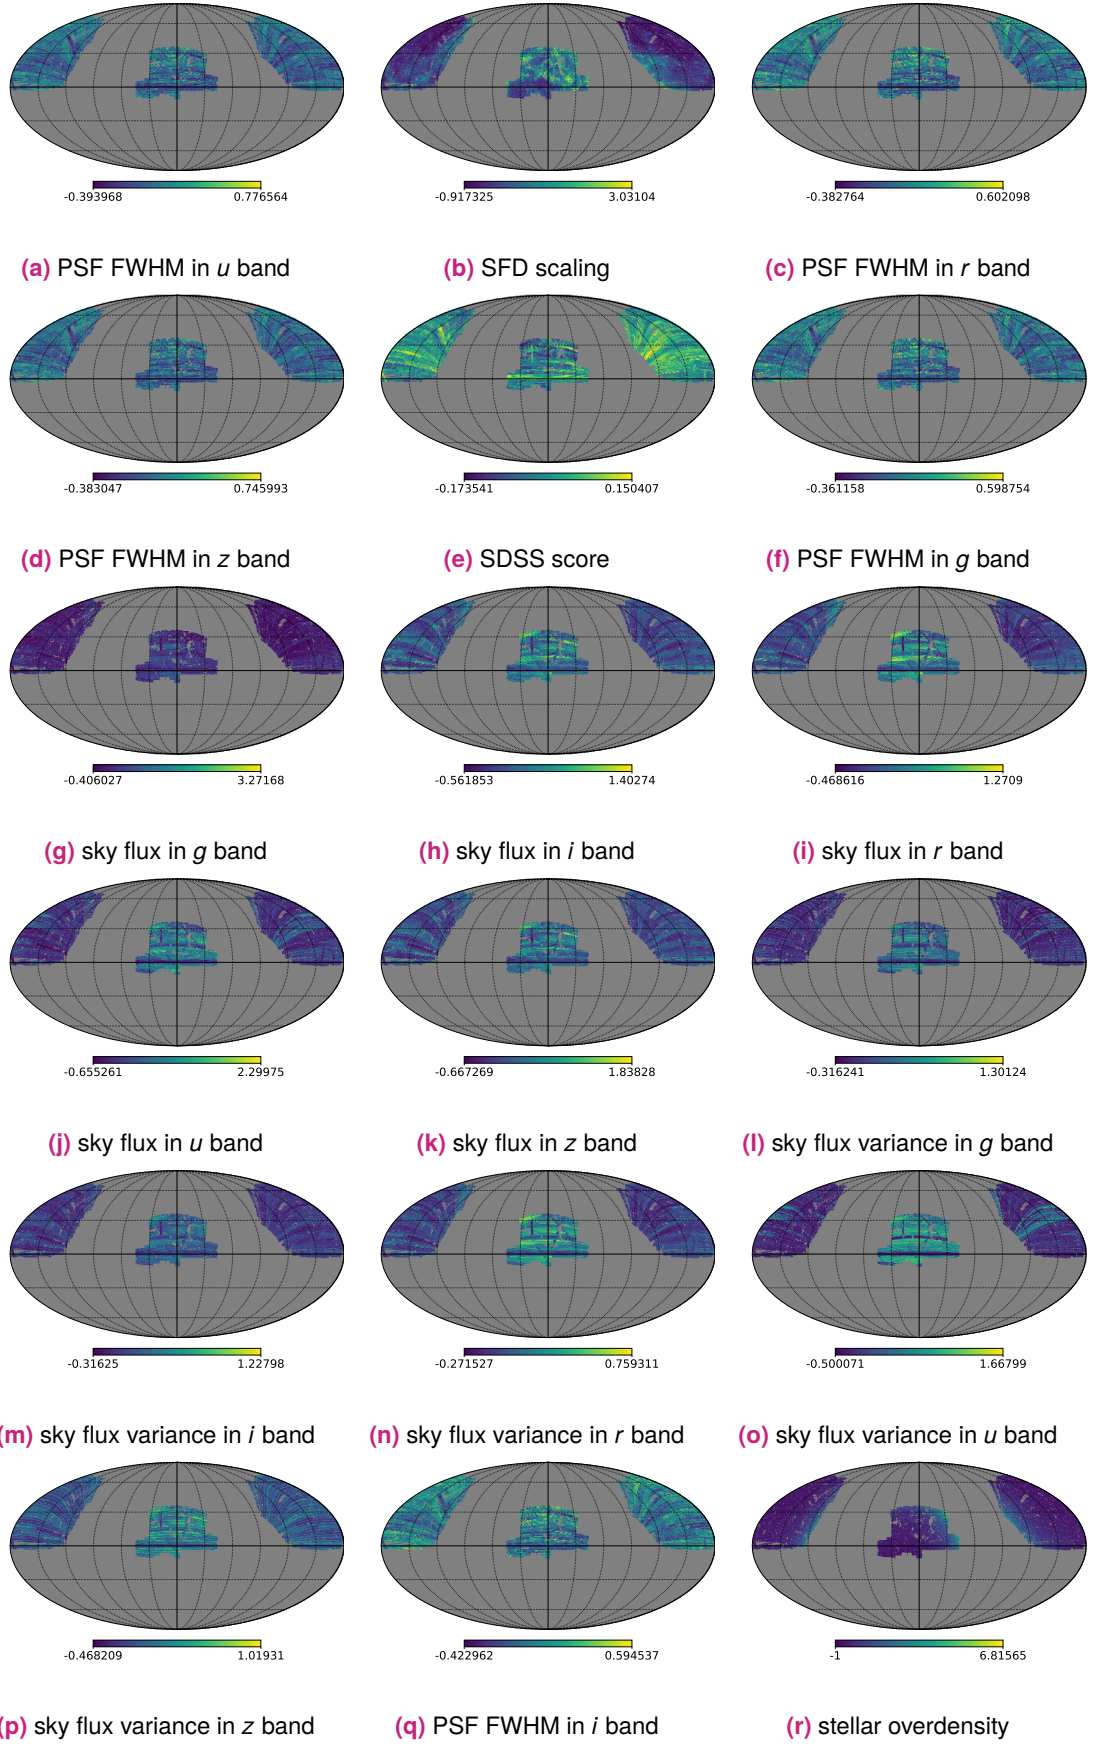 -0.393968 0.776564 -0.917325 3.03104 -0.382764 0.602098
(a) PSF FWHM in u band (b) SFD scaling (c) PSF FWHM in r band
-0.383047 0.745993 -0.173541 0.150407 -0.361158 0.598754
(d) PSF FWHM in z band (e) SDSS score (f) PSF FWHM in g band
-0.406027 3.27168 -0.561853 1.40274 -0.468616 1.2709
(g) sky flux in g band (h) sky flux in i band (i) sky flux in r band
-0.655261 2.29975 -0.667269 1.83828 -0.316241 1.30124
(j) sky flux in u band (k) sky flux in z band (l) sky flux variance in g band
-0.31625 1.22798 -0.271527 0.759311 -0.500071 1.66799
(m) sky flux variance in i band (n) sky flux variance in r band (o) sky flux variance in u band
-0.468209 1.01931 -0.422962 0.594537 -1 6.81565
(p) sky flux variance in z band (q) PSF FWHM in i band (r) stellar overdensity